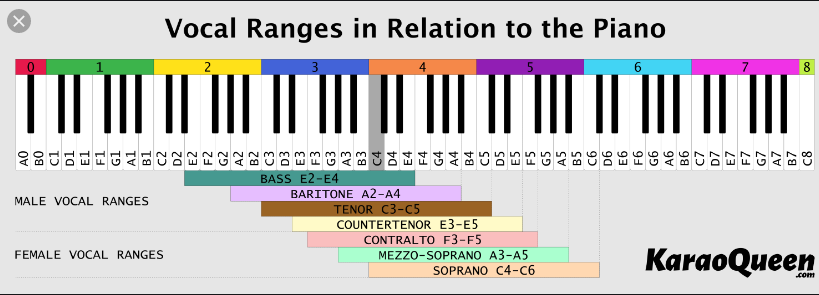 Vocal Ranges in Relation to the Piano
0 1 2 3 4 5 6 7 8
A0 B0 C1 D1 E1 F1 G1 A1 B1 C2 D2 E2 F2 G2 A2 B2 C3 D3 E3 F3 G3 A3 B3 C4 D4 E4 F4 G4 A4 B4 C5 D5 E5 F5 G5 A5 B5 C6 D6 E6 F6 G6 A6 B6 C7 D7 E7 F7 G7 A7 B7 C8
BASS E2-E4
MALE VOCAL RANGES
BARITONE A2-A4
TENOR C3-C5
COUNTERTENOR E3-E5
FEMALE VOCAL RANGES
CONTRALTO F3-F5
MEZZO-SOPRANO A3-A5
SOPRANO C4-C6
KaraoQueen
.com